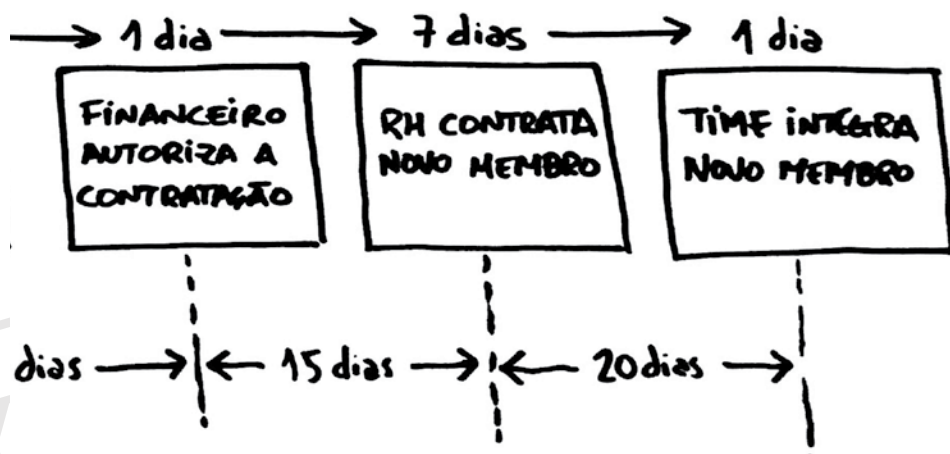 1 dia 7 dias 1 dia
FINANCEIRO
AUTORIZA A
CONTRATAÇÃO
RH CONTRATA
NOVO MEMBRO
TIME INTEGRA
NOVO MEMBRO
dias 15 dias 20 dias